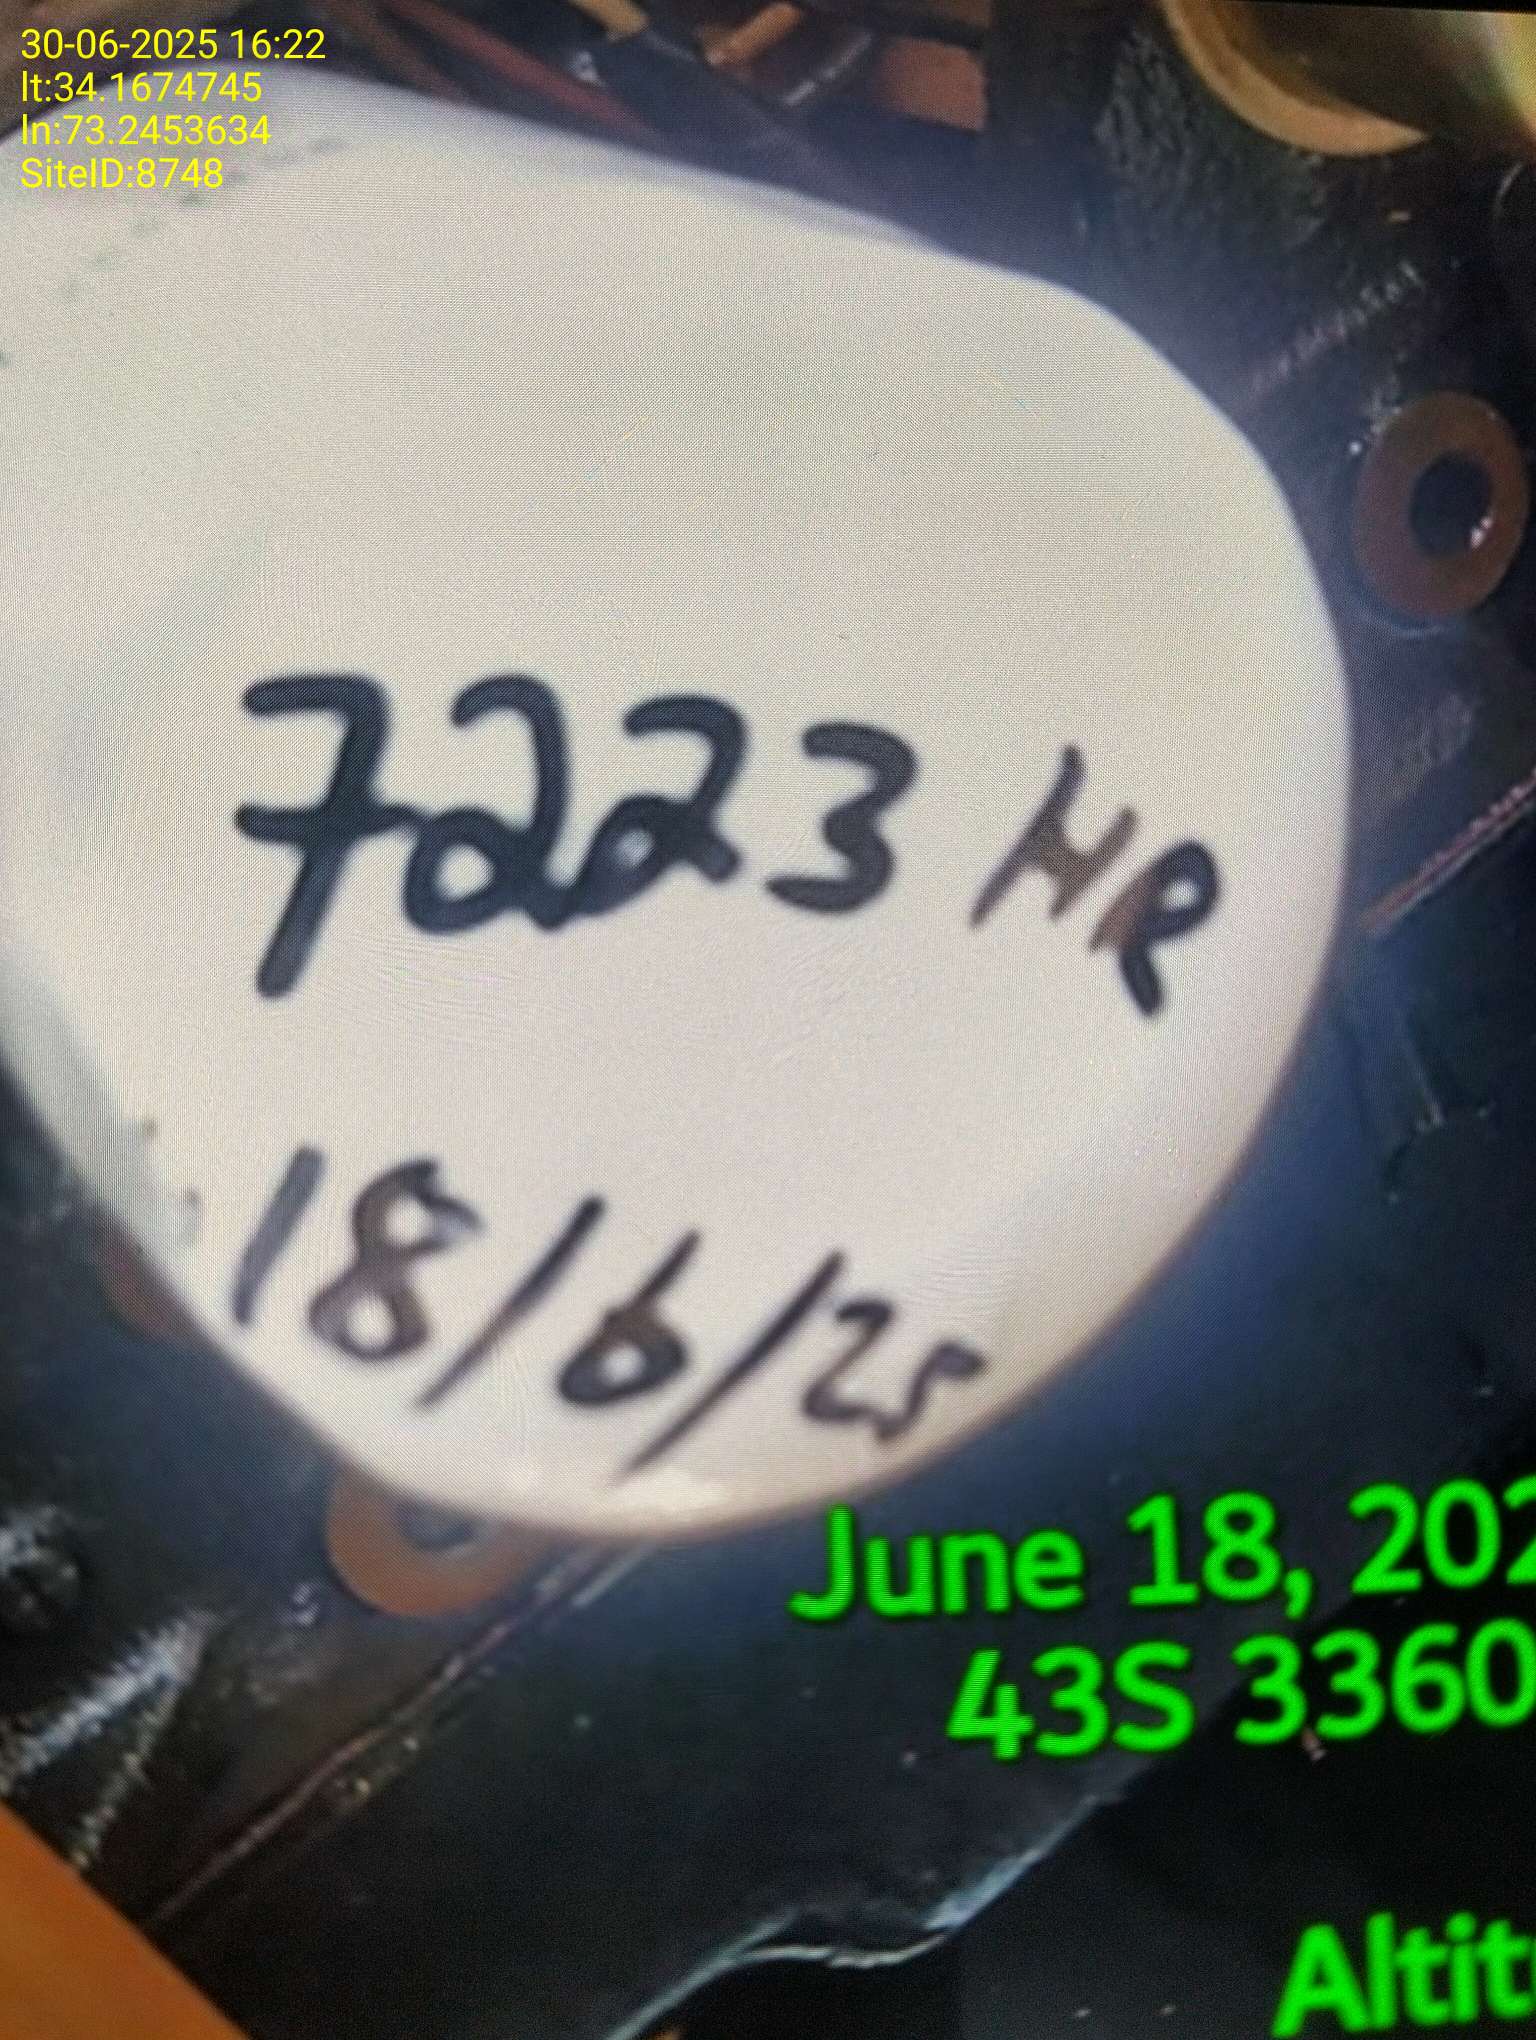 30-06-2025 16:22
lt:34.1674745
ln:73.2453634
SiteID:8748
7223 HR
18/6/25
June 18, 202
43S 3360
Altit